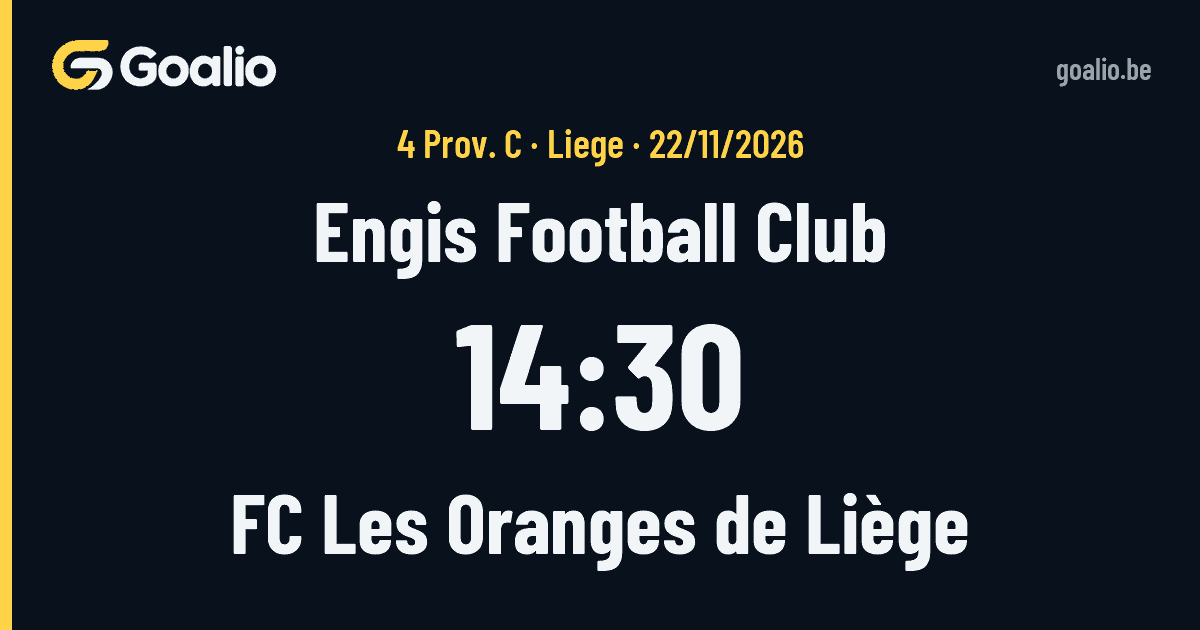 Goalio
goalio.be
4 Prov. C · Liege · 22/11/2026
Engis Football Club
14:30
FC Les Oranges de Liège